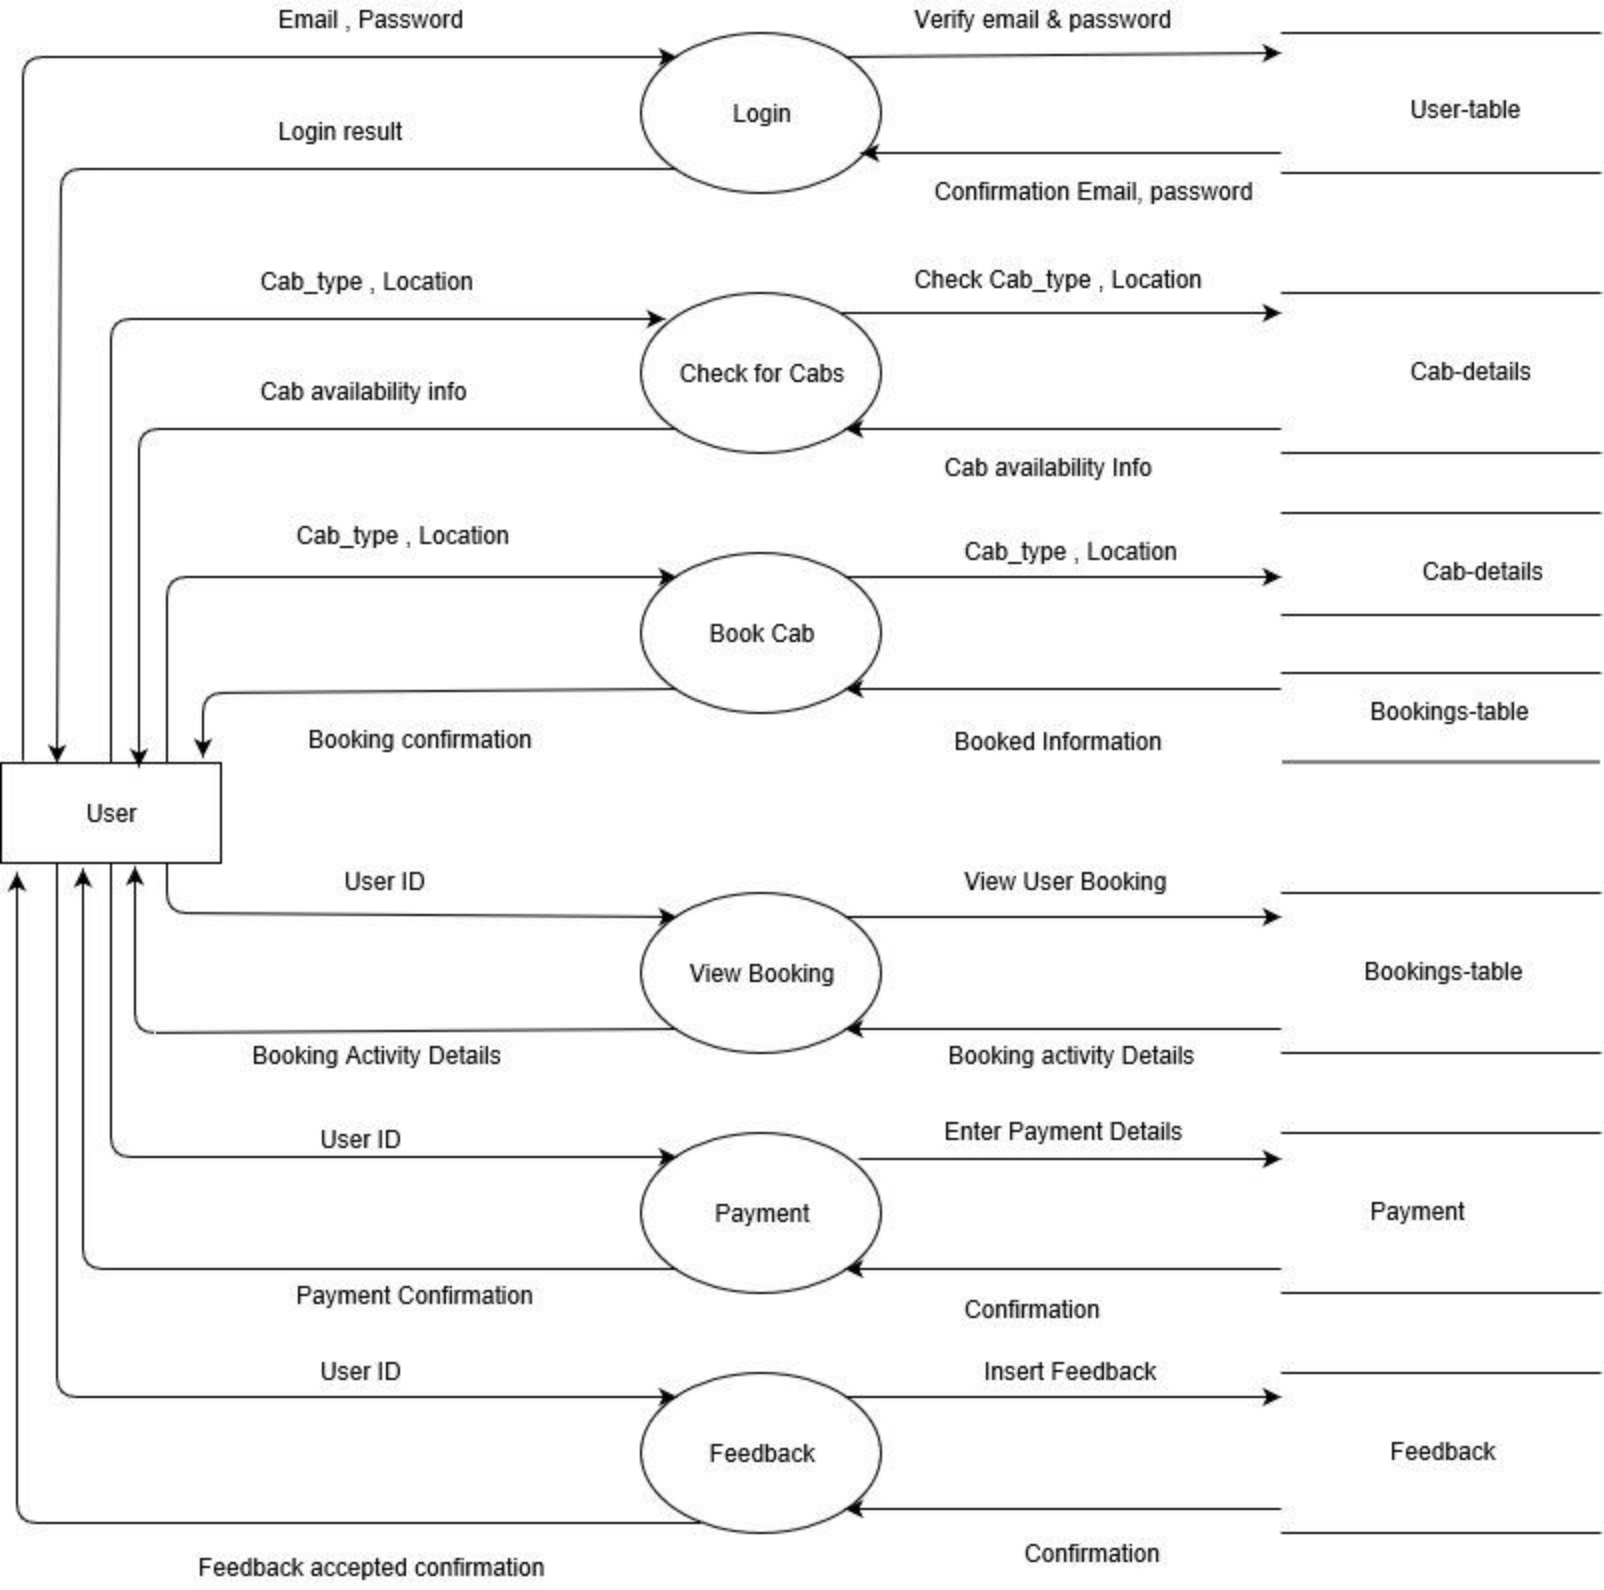 Email , Password
Verify email & password
Login
User-table
Login result
Confirmation Email, password
Cab_type , Location
Check Cab_type , Location
Check for Cabs
Cab-details
Cab availability info
Cab availability Info
Cab_type , Location
Cab_type , Location
Cab-details
Book Cab
Bookings-table
Booking confirmation
Booked Information
User
User ID
View User Booking
View Booking
Bookings-table
Booking Activity Details
Booking activity Details
User ID
Enter Payment Details
Payment
Payment
Payment Confirmation
Confirmation
User ID
Insert Feedback
Feedback
Feedback
Feedback accepted confirmation
Confirmation